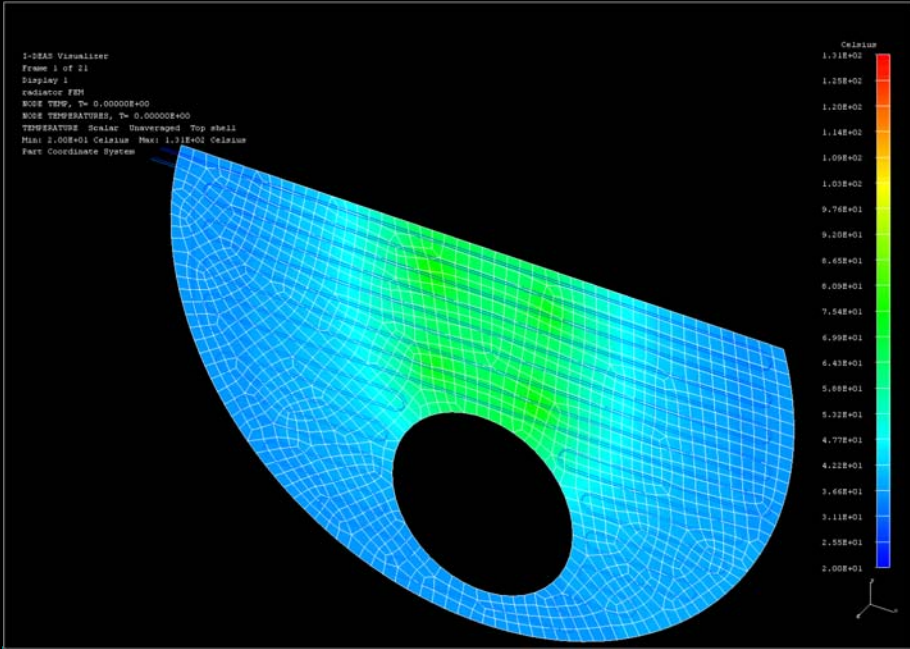 I-DEAS Visualizer
Frame 1 of 21
Display 1
radiator FEM
NODE TEMP, T= 0.00000E+00
NODE TEMPERATURES, T= 0.00000E+00
TEMPERATURE Scalar Unaveraged Top shell
Min: 2.00E+01 Celsius Max: 1.31E+02 Celsius
Part Coordinate System
Celsius
1.31E+02
1.25E+02
1.20E+02
1.14E+02
1.09E+02
1.03E+02
9.76E+01
9.20E+01
8.65E+01
8.09E+01
7.54E+01
6.99E+01
6.43E+01
5.88E+01
5.32E+01
4.77E+01
4.22E+01
3.66E+01
3.11E+01
2.55E+01
2.00E+01